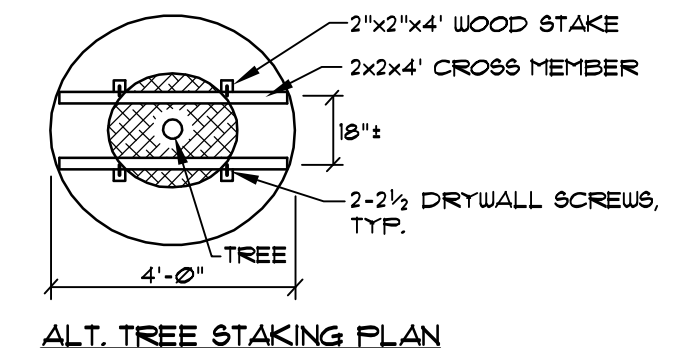 2"x2"x4' WOOD STAKE
2x2x4' CROSS MEMBER
18"±
2-2½ DRYWALL SCREWS,
TYP.
TREE
4'-0"
ALT. TREE STAKING PLAN